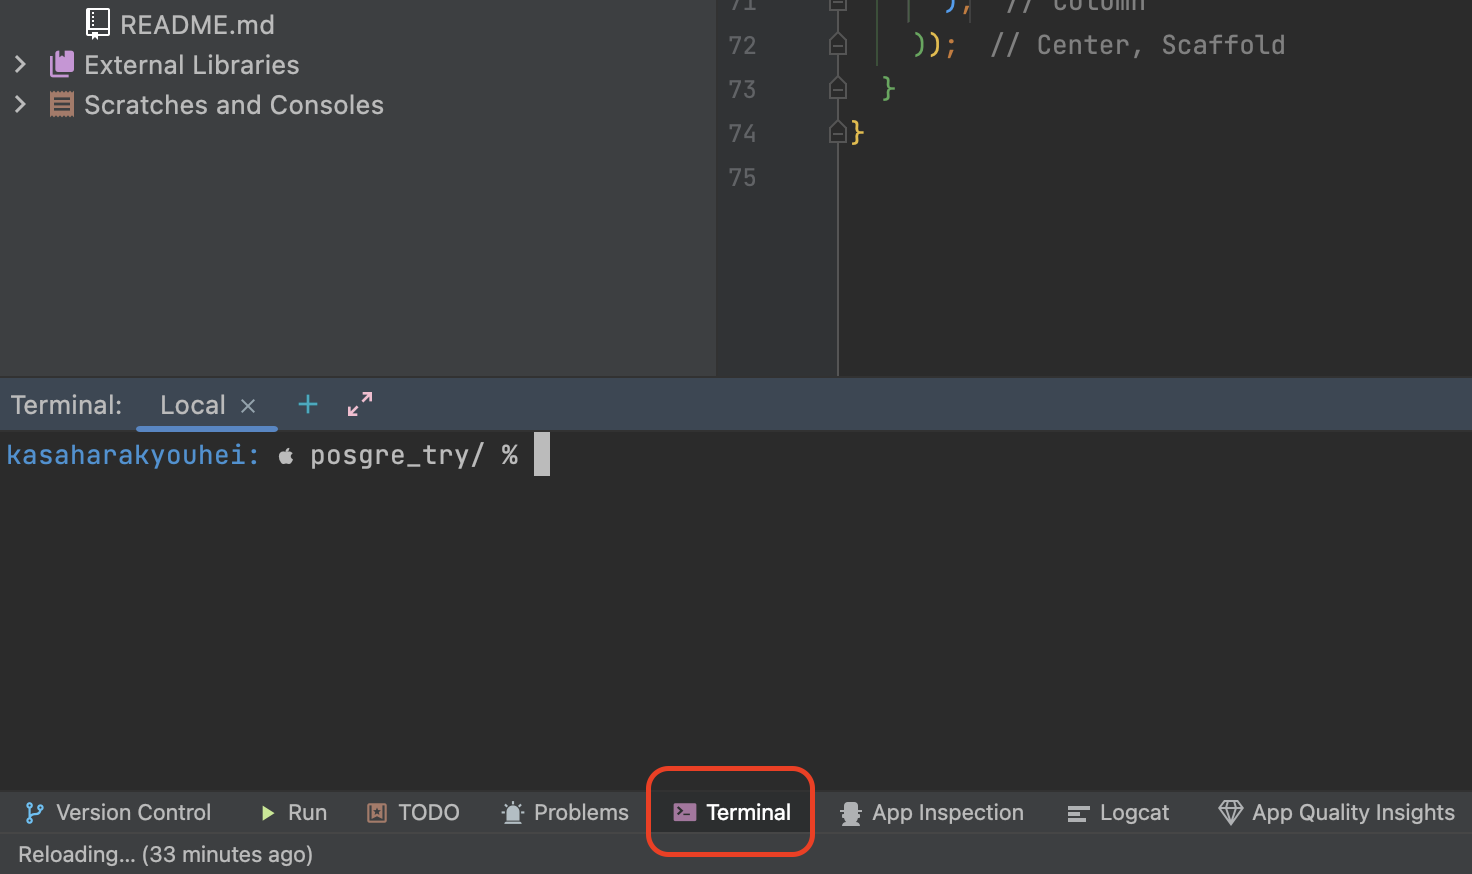 README.md
External Libraries
Scratches and Consoles
71 ); // Column
72 )); // Center, Scaffold
73 }
74 }
75
Terminal: Local × +
kasaharakyouhei: posgre_try/ %
Version Control Run TODO Problems Terminal App Inspection Logcat App Quality Insights
Reloading... (33 minutes ago)